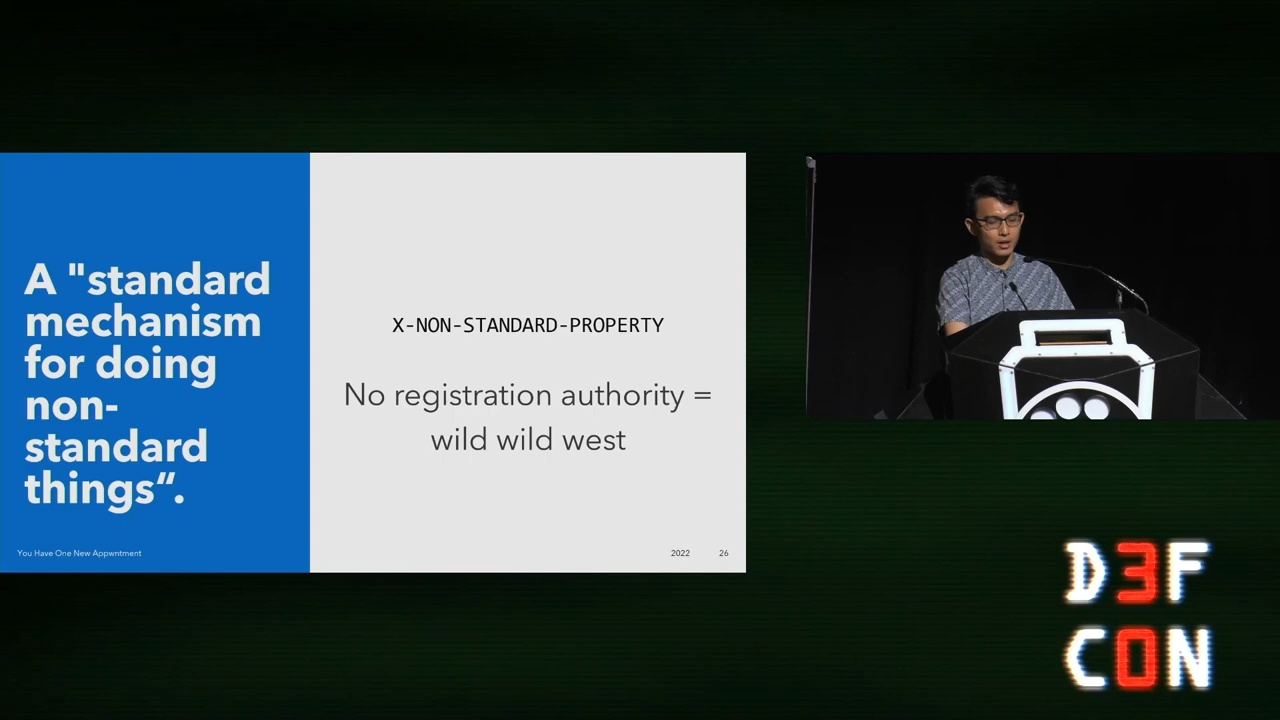 A "standard
mechanism
for doing
non-
standard
things“.
X-NON-STANDARD-PROPERTY
No registration authority =
wild wild west
You Have One New Appwntment
2022
26
D3F
C0N